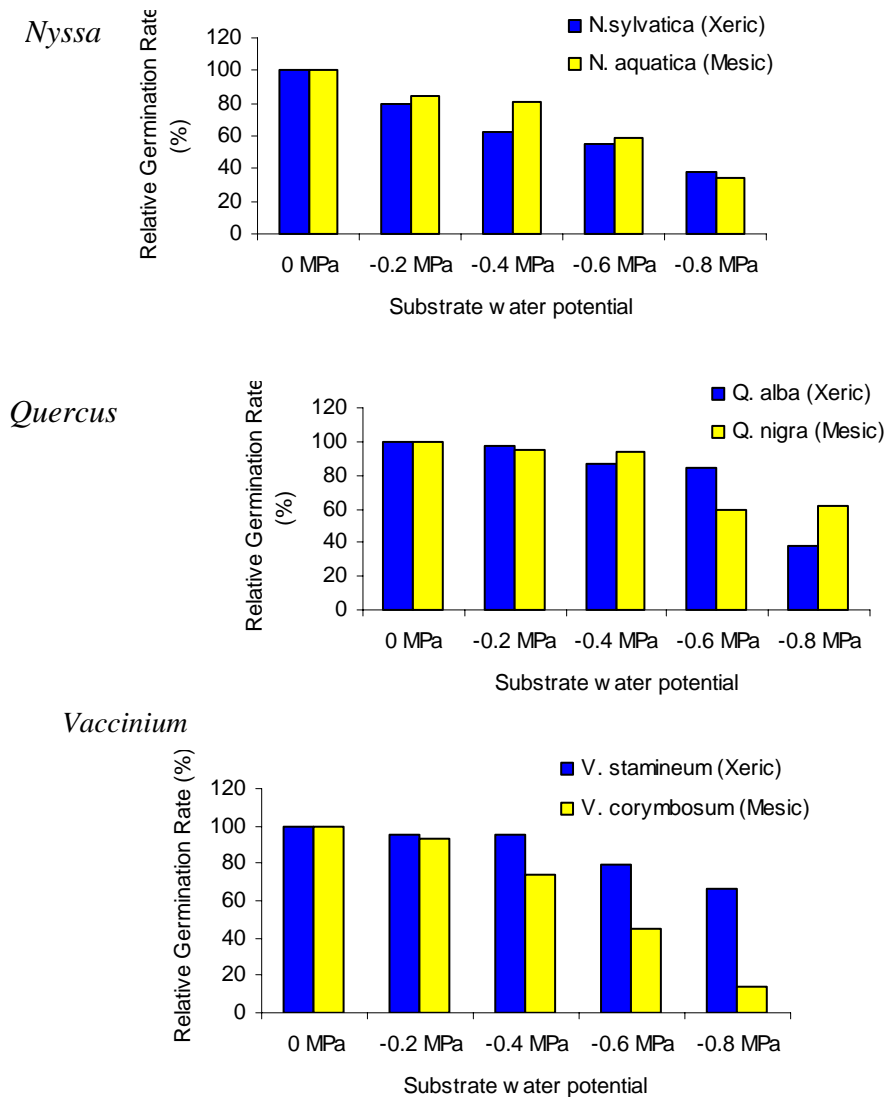 Nyssa
N.sylvatica (Xeric)
N. aquatica (Mesic)
Relative Germination Rate
(%)
120
100
80
60
40
20
0
0 MPa -0.2 MPa -0.4 MPa -0.6 MPa -0.8 MPa
Substrate water potential
Quercus
Q. alba (Xeric)
Q. nigra (Mesic)
Relative Germination Rate
(%)
120
100
80
60
40
20
0
0 MPa -0.2 MPa -0.4 MPa -0.6 MPa -0.8 MPa
Substrate water potential
Vaccinium
V. stamineum (Xeric)
V. corymbosum (Mesic)
Relative Germination Rate (%)
120
100
80
60
40
20
0
0 MPa -0.2 MPa -0.4 MPa -0.6 MPa -0.8 MPa
Substrate water potential